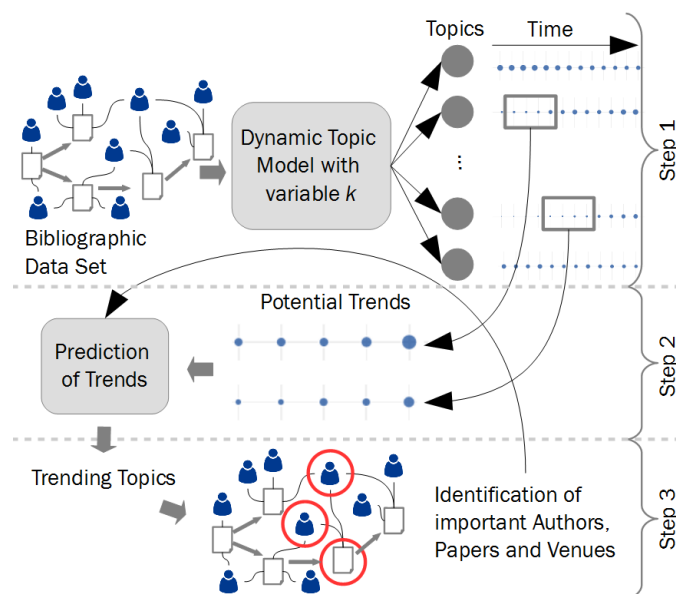 Topics
Time
Dynamic Topic
Model with
variable k
...
Bibliographic
Data Set
Step 1
Potential Trends
Prediction
of Trends
Step 2
Trending Topics
Identification of
important Authors,
Papers and Venues
Step 3